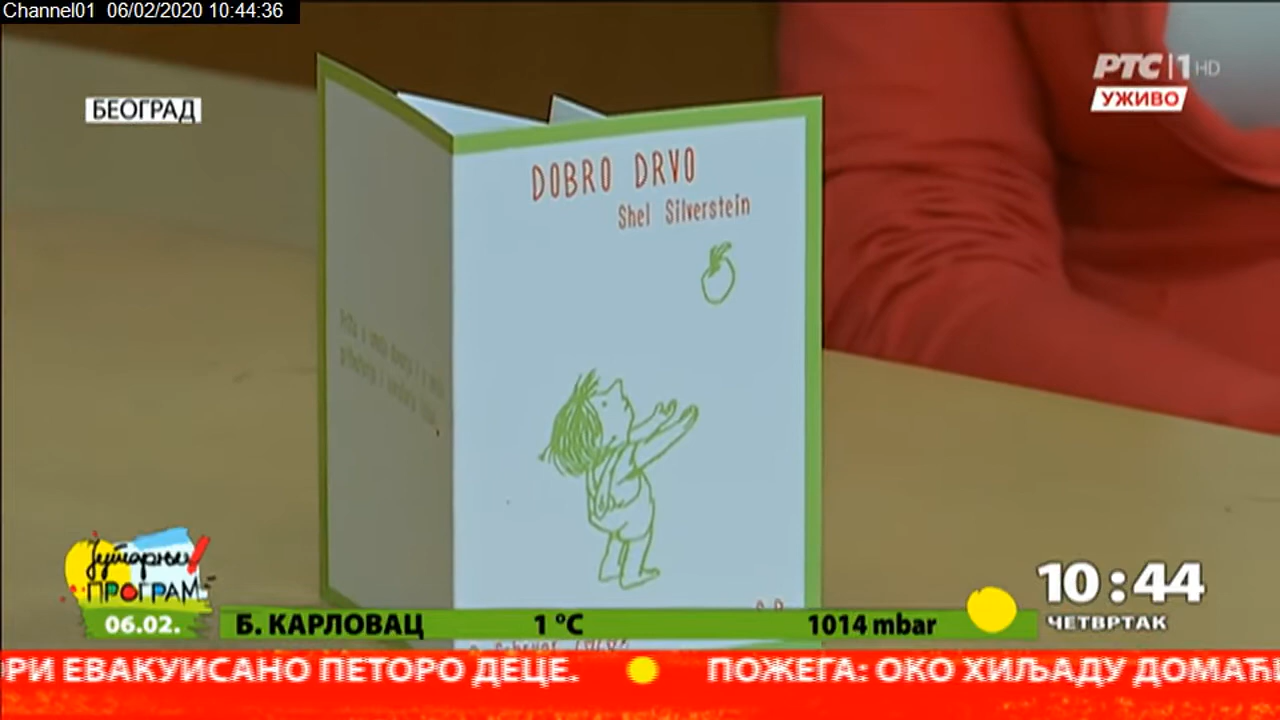 Channel01 06/02/2020 10:44:36
РТС|1 HD
УЖИВО
БЕОГРАД
DOBRO DRVO
Shel Silverstein
Јутарњи
ПРОГРАМ
06.02.
Б. КАРЛОВАЦ 1 °C 1014 mbar
10:44
ЧЕТВРТАК
ЕВАКУИСАНО ПЕТОРО ДЕЦЕ. ПОЖЕГА: ОКО ХИЉАДУ